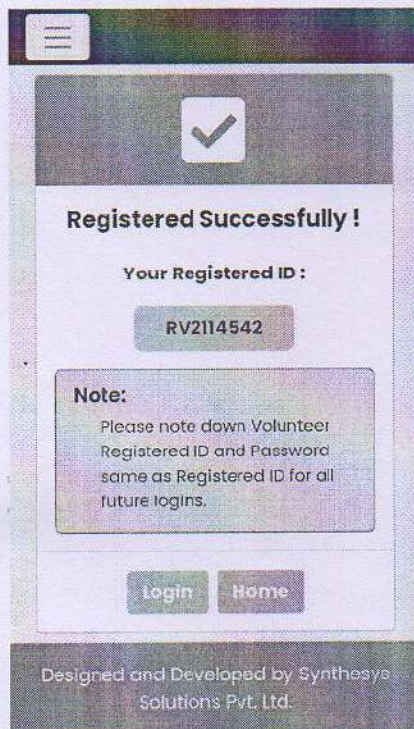 Registered Successfully !
Your Registered ID :
RV2114542
Note:
Please note down Volunteer
Registered ID and Password
same as Registered ID for all
future logins.
Login Home
Designed and Developed by Synthesys
Solutions Pvt. Ltd.